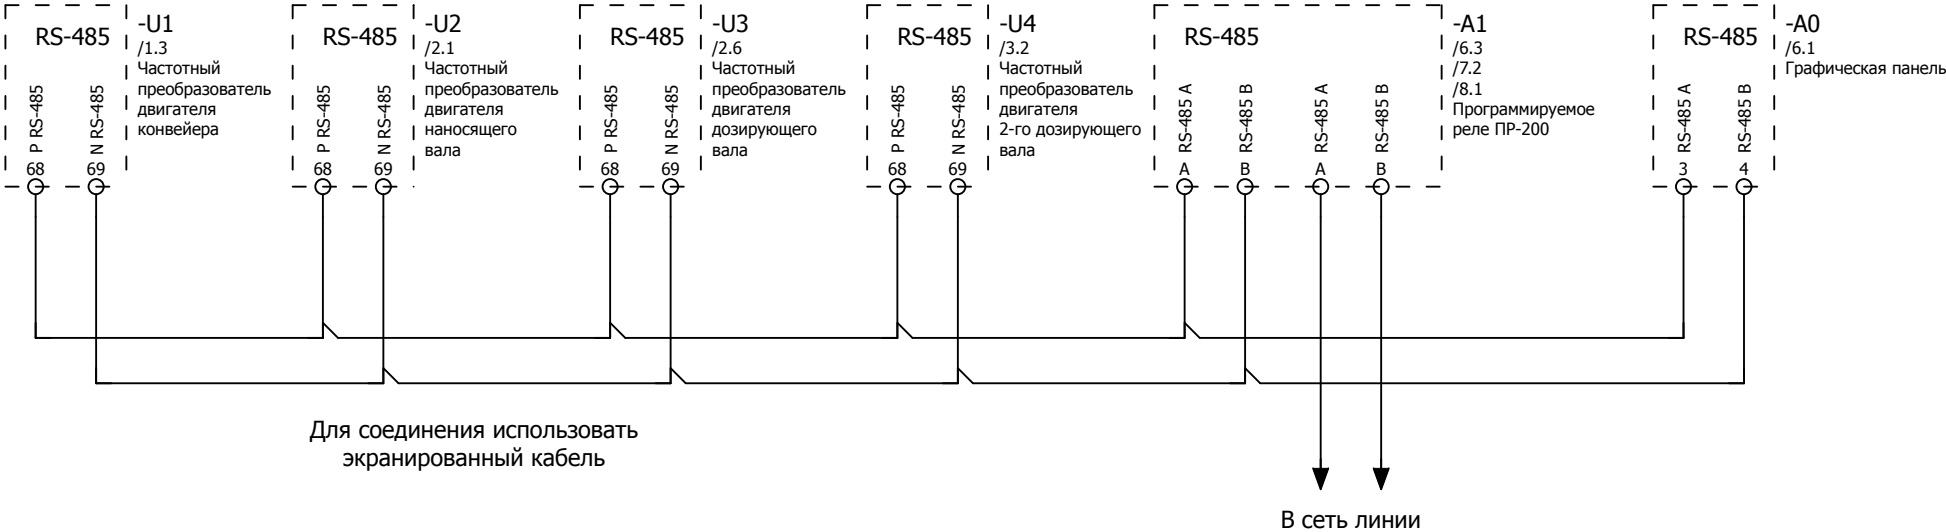 RS-485
-U1
/1.3
Частотный
преобразователь
двигателя
конвейера
P RS-485
N RS-485
68
69
RS-485
-U2
/2.1
Частотный
преобразователь
двигателя
наносящего
вала
P RS-485
N RS-485
68
69
RS-485
-U3
/2.6
Частотный
преобразователь
двигателя
дозирующего
вала
P RS-485
N RS-485
68
69
RS-485
-U4
/3.2
Частотный
преобразователь
двигателя
2-го дозирующего
вала
P RS-485
N RS-485
68
69
RS-485
-A1
/6.3
/7.2
/8.1
Программируемое
реле ПР-200
RS-485 A
RS-485 B
RS-485 A
RS-485 B
A
B
A
B
RS-485
-A0
/6.1
Графическая панель
RS-485 A
RS-485 B
3
4
Для соединения использовать
экранированный кабель
В сеть линии